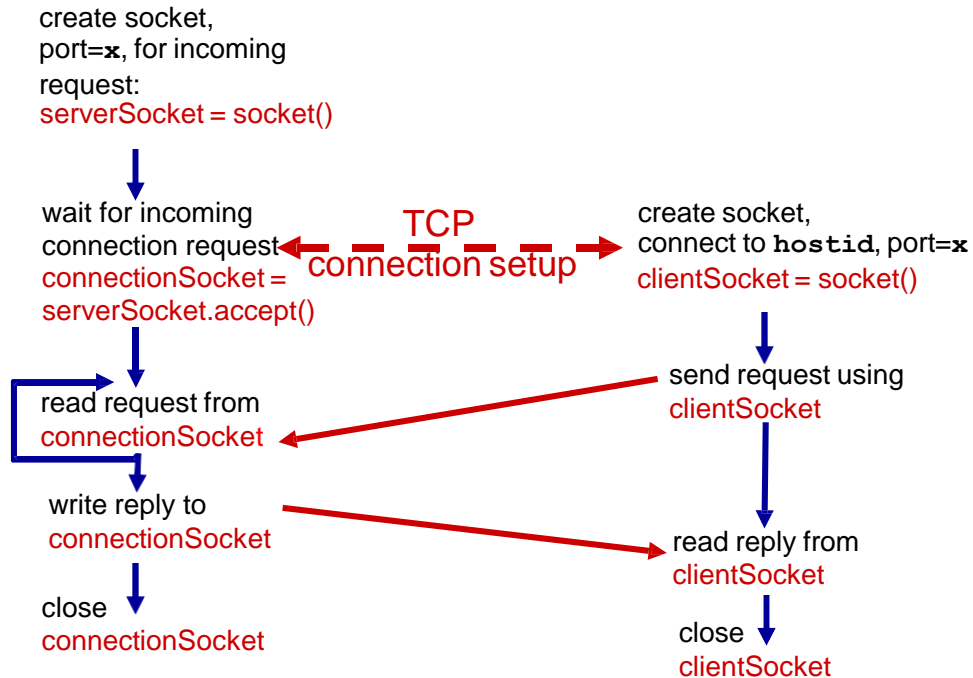 create socket,
port=x, for incoming
request:
serverSocket = socket()
wait for incoming
connection request
connectionSocket =
serverSocket.accept()
TCP
connection setup
create socket,
connect to hostid, port=x
clientSocket = socket()
read request from
connectionSocket
send request using
clientSocket
write reply to
connectionSocket
read reply from
clientSocket
close
connectionSocket
close
clientSocket